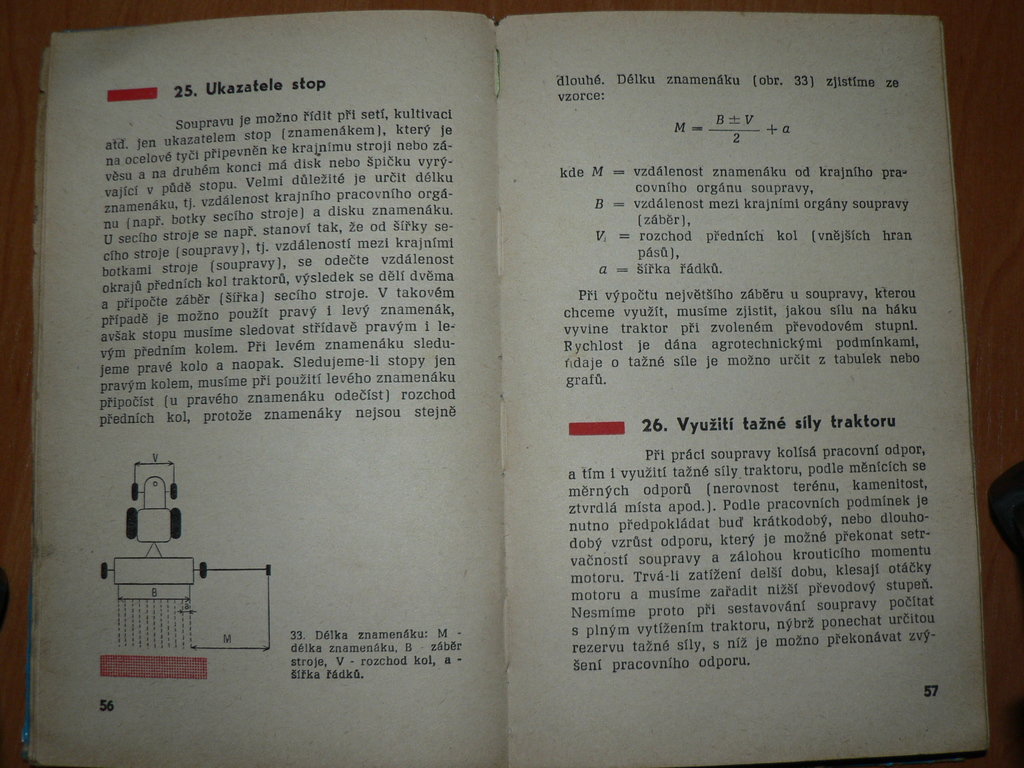 25. Ukazatele stop
Soupravu je možno řídit při setí, kultivaci
atď. jen ukazatelem stop (znamenákem), který je
na ocelové tyči připevněn ke krajnímu stroji nebo zá-
věsu a na druhém konci má disk nebo špičku vyrý-
vající v půdě stopu. Velmi důležité je určit délku
znamenáku, tj. vzdálenost krajního pracovního orgá-
nu (např. botky secího stroje) a disku znamenáku.
U secího stroje se např. stanoví tak, že od šířky se-
cího stroje (soupravy), tj. vzdáleností mezi krajními
botkami stroje (soupravy), se odečte vzdálenost
okrajů předních kol traktorů, výsledek se dělí dvěma
a připočte záběr (šířka) secího stroje. V takovém
případě je možno použít pravý i levý znamenák,
avšak stopu musíme sledovat střídavě pravým i le-
vým předním kolem. Při levém znamenáku sledu-
jeme pravé kolo a naopak. Sledujeme-li stopy jen
pravým kolem, musíme při použití levého znamenáku
připočíst (u pravého znamenáku odečíst) rozchod
předních kol, protože znamenáky nejsou stejně
V
B
a
M
33. Délka znamenáku: M -
délka znamenáku, B - záběr
stroje, V - rozchod kol, a -
šířka řádků.
56
dlouhé. Délku znamenáku (obr. 33) zjistíme ze
vzorce:
M = B ± V / 2 + a
kde M = vzdálenost znamenáku od krajního pra-
covního orgánu soupravy,
B = vzdálenost mezi krajními orgány soupravy
(záběr),
V, = rozchod předních kol (vnějších hran
pásů),
a = šířka řádků.
Při výpočtu největšího záběru u soupravy, kterou
chceme využít, musíme zjistit, jakou sílu na háku
vyvine traktor při zvoleném převodovém stupni.
Rychlost je dána agrotechnickými podmínkami,
údaje o tažné síle je možno určit z tabulek nebo
grafů.
26. Využití tažné síly traktoru
Při práci soupravy kolísá pracovní odpor,
a tím i využití tažné síly traktoru, podle měnících se
měrných odporů (nerovnost terénu, kamenitost,
ztvrdlá místa apod.). Podle pracovních podmínek je
nutno předpokládat buď krátkodobý, nebo dlouho-
dobý vzrůst odporu, který je možné překonat setr-
vačností soupravy a zálohou krouticího momentu
motoru. Trvá-li zatížení delší dobu, klesají otáčky
motoru a musíme zařadit nižší převodový stupeň.
Nesmíme proto při sestavování soupravy počítat
s plným vytížením traktoru, nýbrž ponechat určitou
rezervu tažné síly, s níž je možno překonávat zvý-
šení pracovního odporu.
57